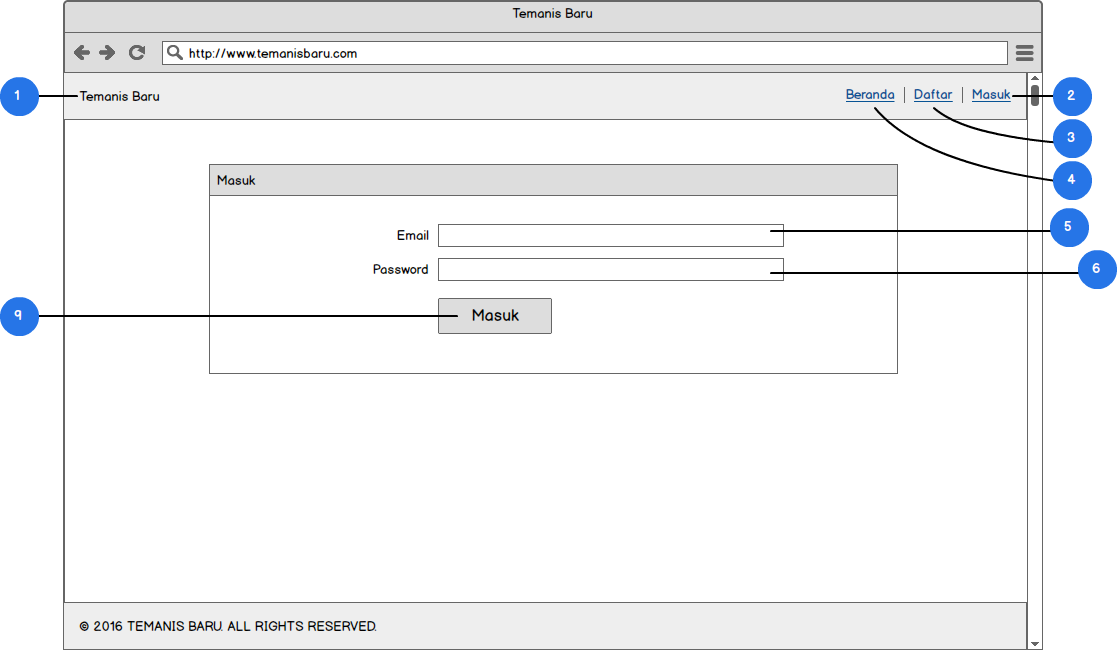 Temanis Baru
http://www.temanisbaru.com
1
Temanis Baru
Beranda
Daftar
Masuk
2
3
4
Masuk
5
Email
6
Password
9
Masuk
© 2016 TEMANIS BARU. ALL RIGHTS RESERVED.